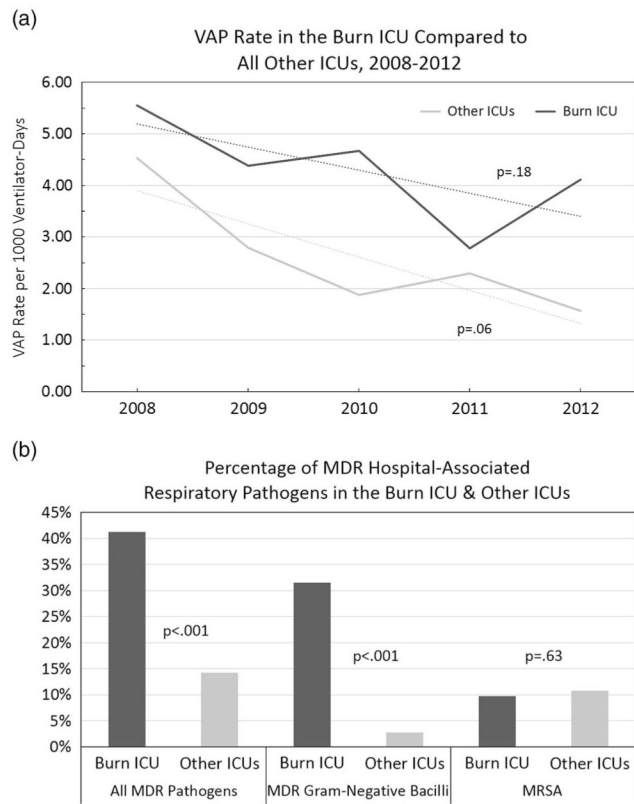 (a)
VAP Rate in the Burn ICU Compared to
All Other ICUs, 2008-2012
VAP Rate per 1000 Ventilator-Days
6.00
5.00
4.00
3.00
2.00
1.00
0.00
Other ICUs
Burn ICU
p=.18
p=.06
2008 2009 2010 2011 2012
(b)
Percentage of MDR Hospital-Associated
Respiratory Pathogens in the Burn ICU & Other ICUs
45%
40%
35%
30%
25%
20%
15%
10%
5%
0%
p<.001
p<.001
p=.63
Burn ICU Other ICUs Burn ICU Other ICUs Burn ICU Other ICUs
All MDR Pathogens MDR Gram-Negative Bacilli MRSA